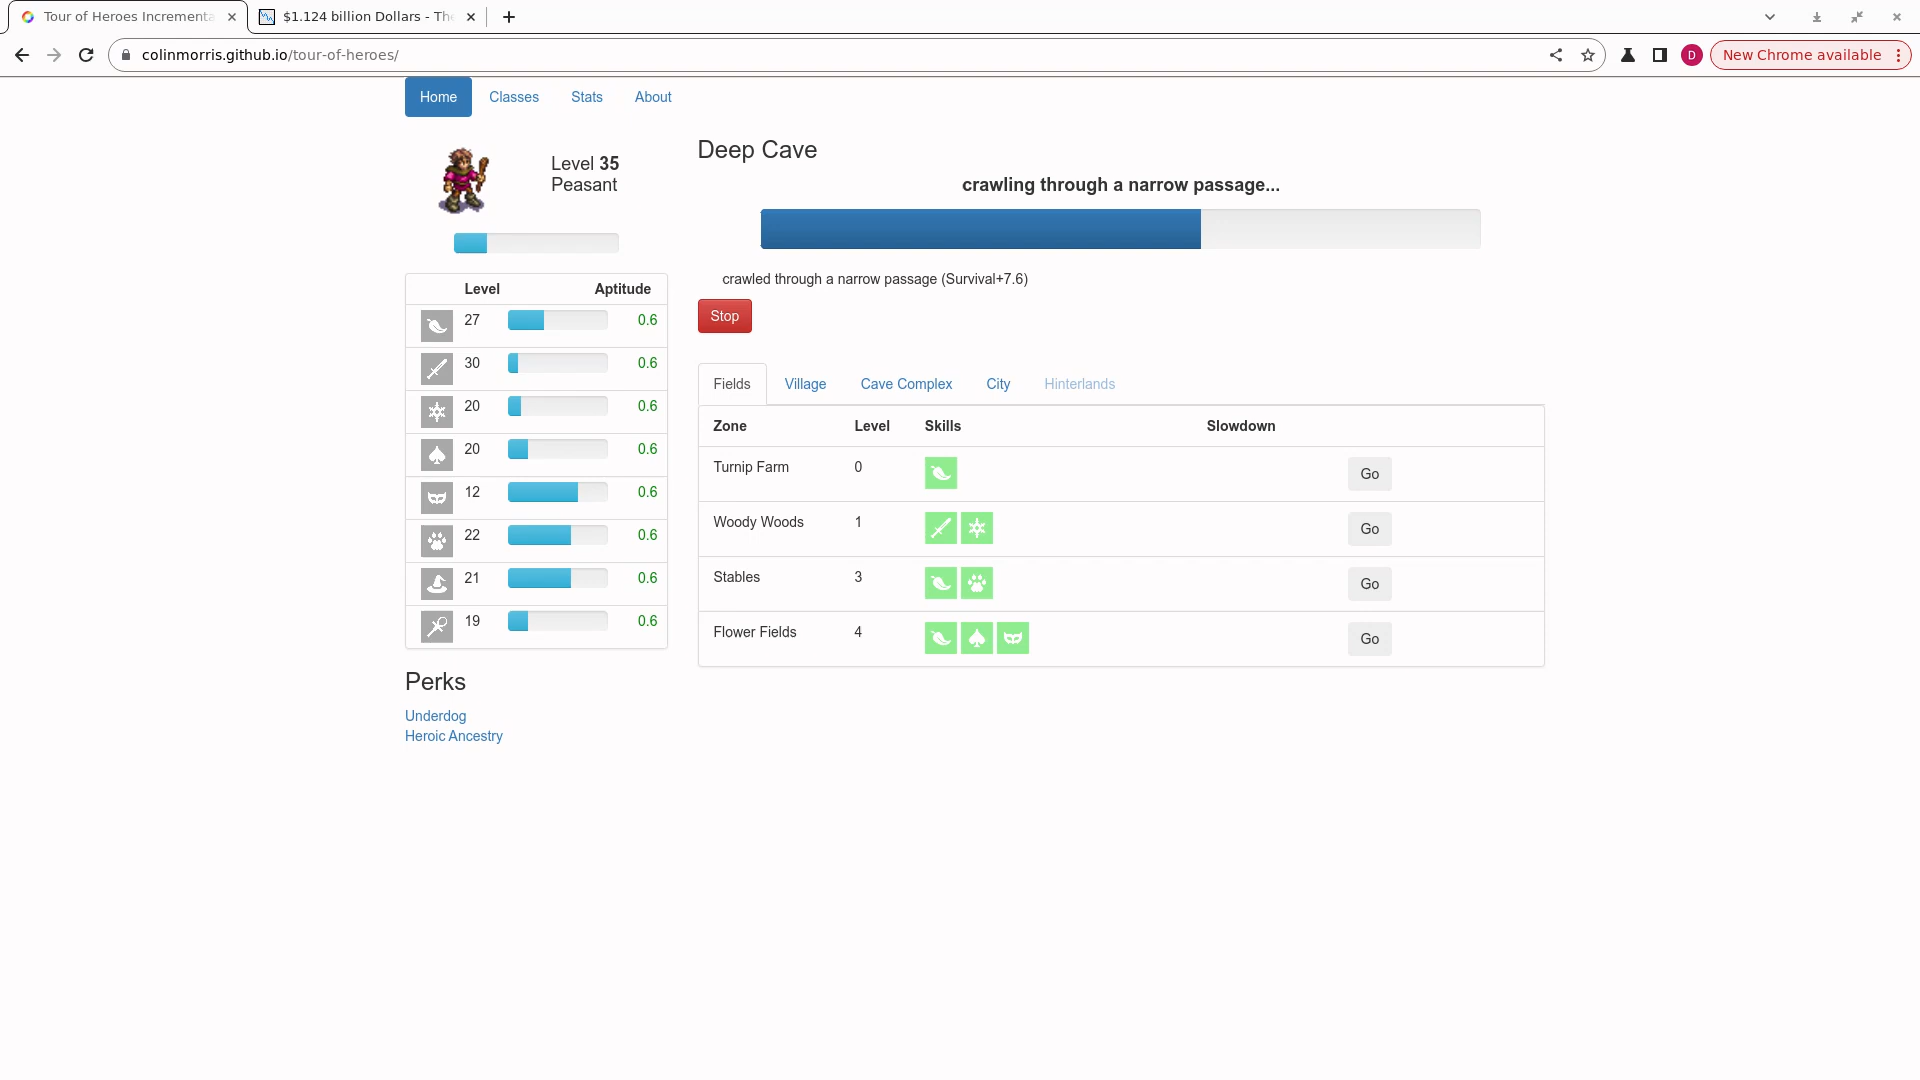 Tour of Heroes Incrementa
$1.124 billion Dollars - The
colinmorris.github.io/tour-of-heroes/
D
New Chrome available
Home Classes Stats About
Level 35
Peasant
Level Aptitude
27 0.6
30 0.6
20 0.6
20 0.6
12 0.6
22 0.6
21 0.6
19 0.6
Perks
Underdog
Heroic Ancestry
Deep Cave
crawling through a narrow passage...
crawled through a narrow passage (Survival+7.6)
Stop
Fields Village Cave Complex City Hinterlands
Zone Level Skills Slowdown
Turnip Farm 0 Go
Woody Woods 1 Go
Stables 3 Go
Flower Fields 4 Go